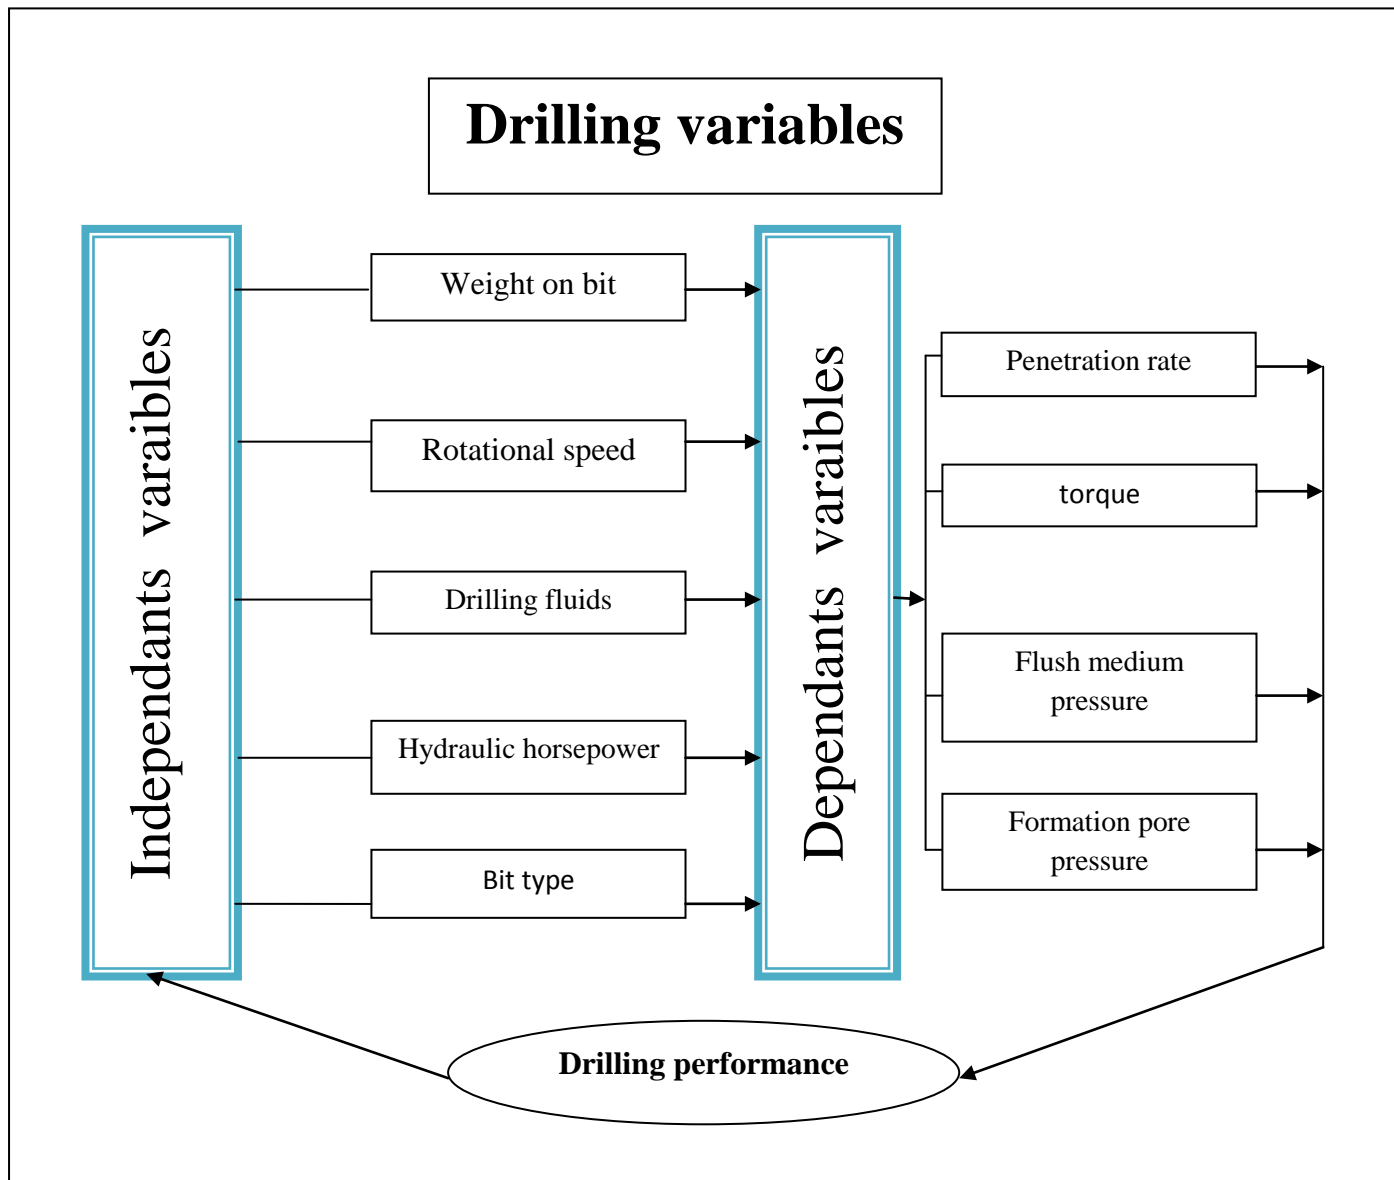 Drilling variables
Independants varaibles
Weight on bit
Rotational speed
Drilling fluids
Hydraulic horsepower
Bit type
Dependants varaibles
Penetration rate
torque
Flush medium
pressure
Formation pore
pressure
Drilling performance